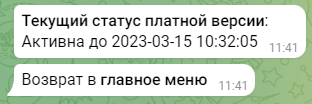 Текущий статус платной версии:
Активна до 2023-03-15 10:32:05
11:41
Возврат в главное меню
11:41